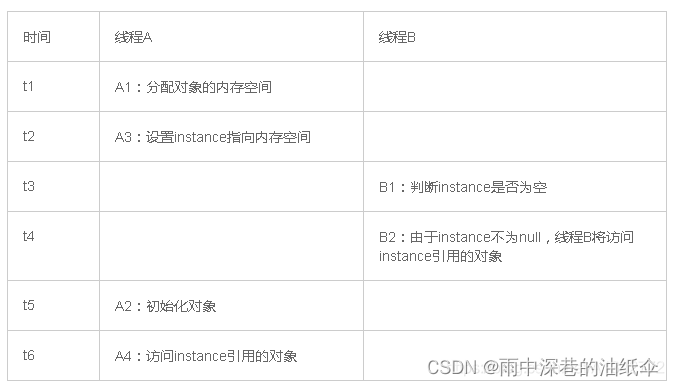 时间 线程A 线程B
t1 A1：分配对象的内存空间
t2 A3：设置instance指向内存空间
t3 B1：判断instance是否为空
t4 B2：由于instance不为null，线程B将访问
instance引用的对象
t5 A2：初始化对象
t6 A4：访问instance引用的对象
CSDN @雨中深巷的油纸伞